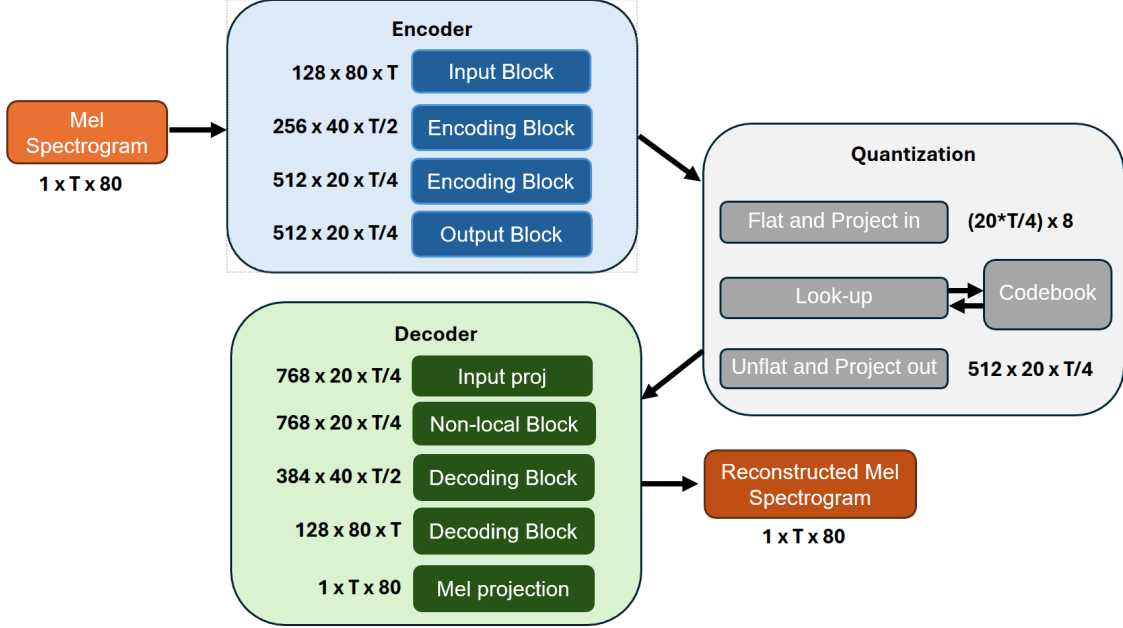 Mel
Spectrogram
1 x T x 80
Encoder
128 x 80 x T
Input Block
256 x 40 x T/2
Encoding Block
512 x 20 x T/4
Encoding Block
512 x 20 x T/4
Output Block
Quantization
Flat and Project in
(20*T/4) x 8
Look-up
Codebook
Unflat and Project out
512 x 20 x T/4
Decoder
768 x 20 x T/4
Input proj
768 x 20 x T/4
Non-local Block
384 x 40 x T/2
Decoding Block
128 x 80 x T
Decoding Block
1 x T x 80
Mel projection
Reconstructed Mel
Spectrogram
1 x T x 80